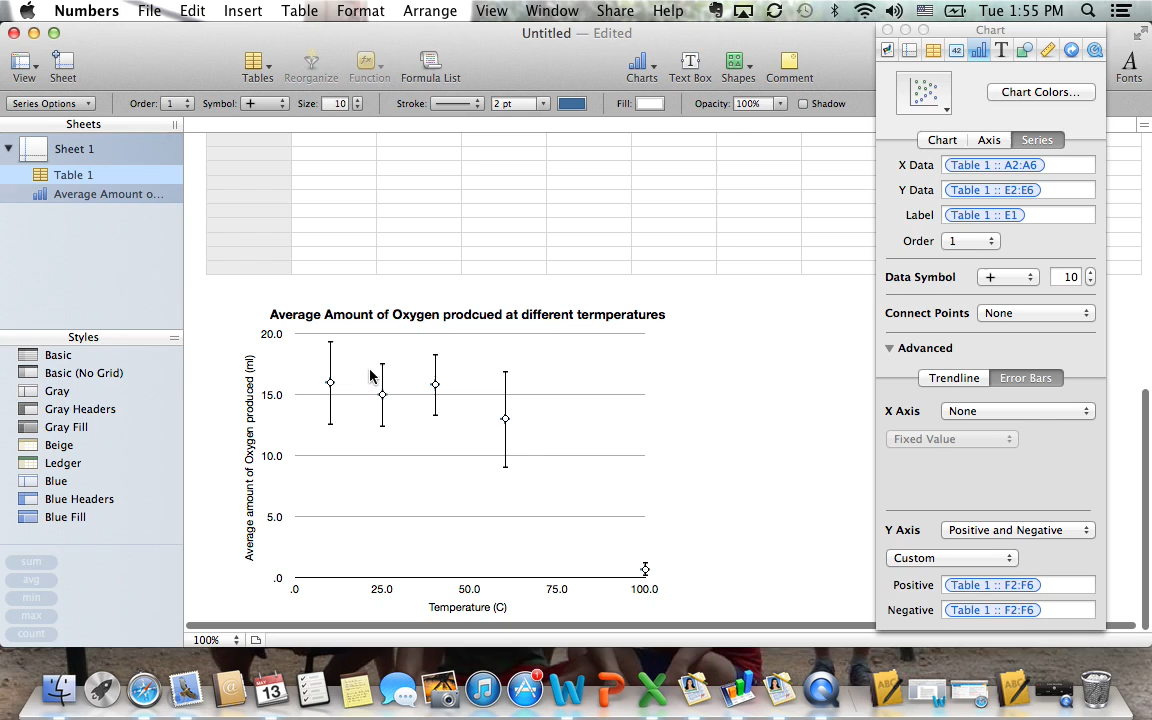 Numbers File Edit Insert Table Format Arrange View Window Share Help Tue 1:55 PM
Untitled — Edited
View Sheet Tables Reorganize Function Formula List Charts Text Box Shapes Comment Fonts
Series Options Order: 1 Symbol: + Size: 10 Stroke: 2 pt Fill: Opacity: 100% Shadow
Sheets
Sheet 1
Table 1
Average Amount o...
Styles
Basic
Basic (No Grid)
Gray
Gray Headers
Gray Fill
Beige
Ledger
Blue
Blue Headers
Blue Fill
sum
avg
min
max
count
Average Amount of Oxygen prodcued at different termperatures
Average amount of Oxygen produced (ml)
20.0
15.0
10.0
5.0
.0
.0 25.0 50.0 75.0 100.0
Temperature (C)
100%
Chart
42
Chart Colors...
Chart Axis Series
X Data Table 1 :: A2:A6
Y Data Table 1 :: E2:E6
Label Table 1 :: E1
Order 1
Data Symbol + 10
Connect Points None
Advanced
Trendline Error Bars
X Axis None
Fixed Value
Y Axis Positive and Negative
Custom
Positive Table 1 :: F2:F6
Negative Table 1 :: F2:F6
MAY
13
1
ABC
ABC